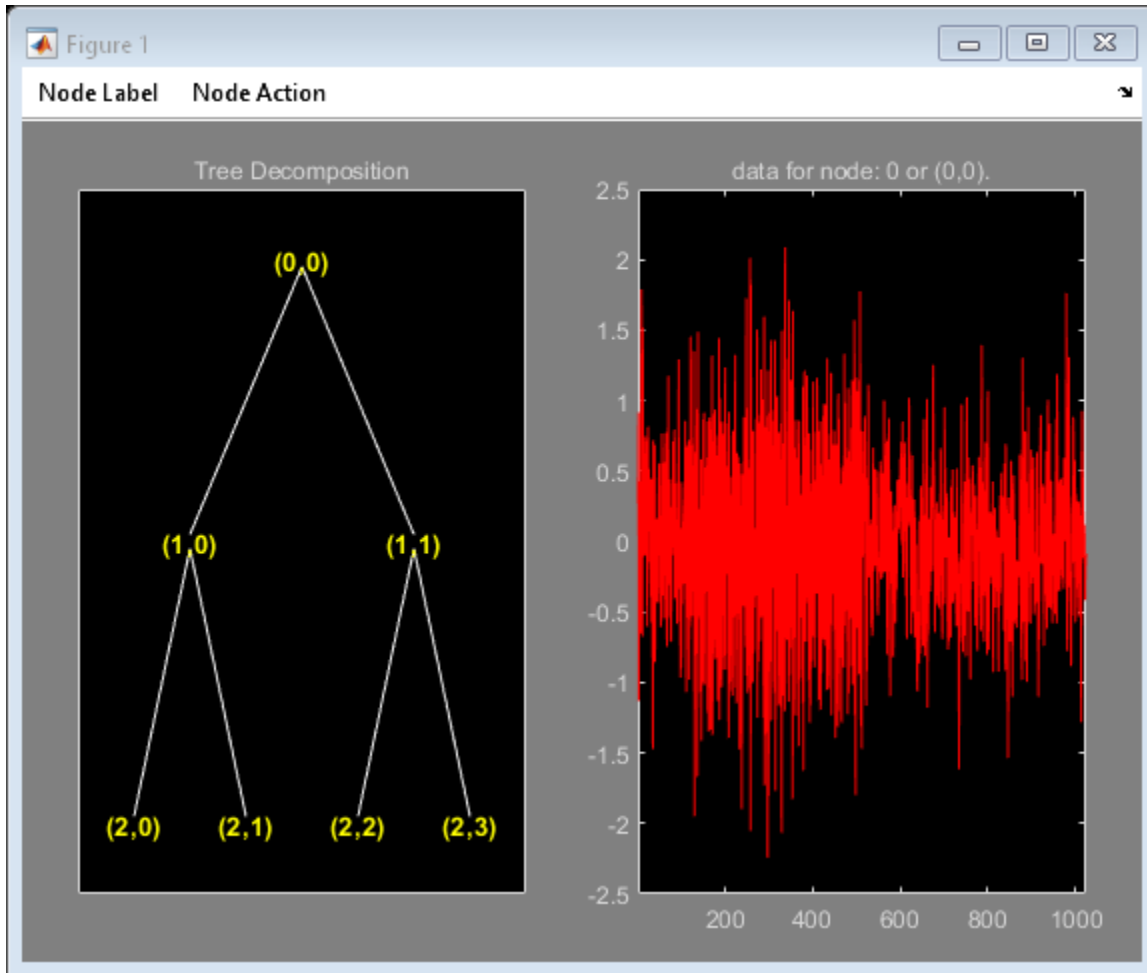 Figure 1
Node Label Node Action
Tree Decomposition
(0,0)
(1,0) (1,1)
(2,0) (2,1) (2,2) (2,3)
data for node: 0 or (0,0).
2.5
2
1.5
1
0.5
0
-0.5
-1
-1.5
-2
-2.5
200 400 600 800 1000